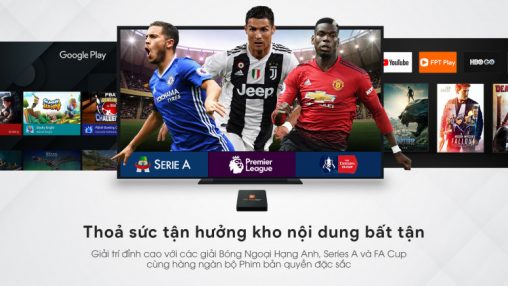 Google Play
YouTube
FPT Play
HBO GO
Jeep
SERIE A
Premier
League
Thoả sức tận hưởng kho nội dung bất tận
Giải trí đỉnh cao với các giải Bóng Ngoại Hạng Anh, Series A và FA Cup
cùng hàng ngàn bộ Phim bản quyền đặc sắc